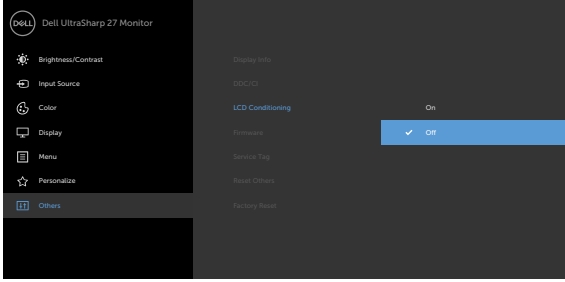 DELL Dell UltraSharp 27 Monitor
Brightness/Contrast Display Info
Input Source DDC/CI
Color LCD Conditioning On
Display Firmware Off
Menu Service Tag
Personalize Reset Others
Others Factory Reset